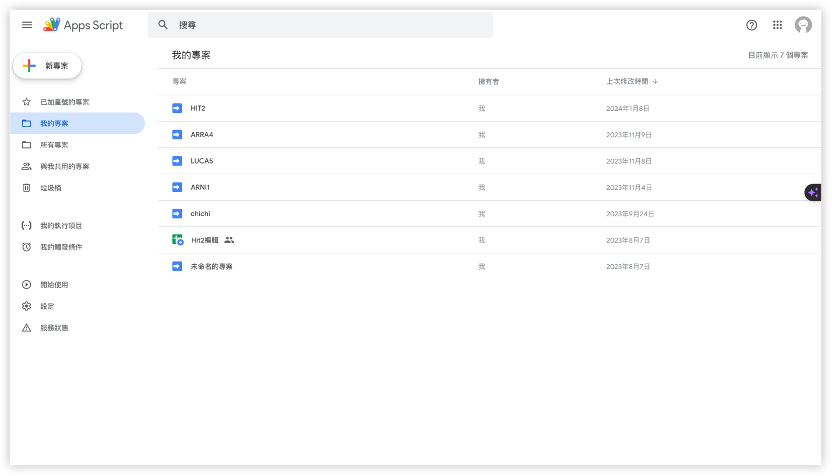 Apps Script
搜尋
新專案
已加星號的專案
我的專案
所有專案
與我共用的專案
垃圾桶
我的執行項目
我的觸發條件
開始使用
設定
服務狀態
我的專案
目前顯示 7 個專案
專案 擁有者 上次修改時間
HIT2 我 2024年1月8日
ARRA4 我 2023年11月9日
LUCA5 我 2023年11月8日
ARNI1 我 2023年11月4日
chichi 我 2023年9月24日
Hit2編輯 我 2023年8月7日
未命名的專案 我 2023年8月7日